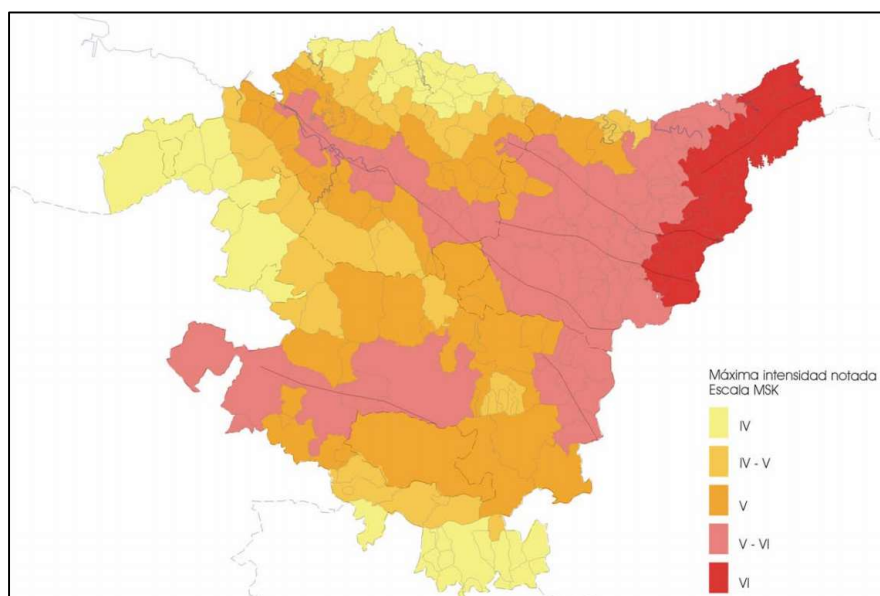 Máxima intensidad notada
Escala MSK
IV
IV - V
V
V - VI
VI